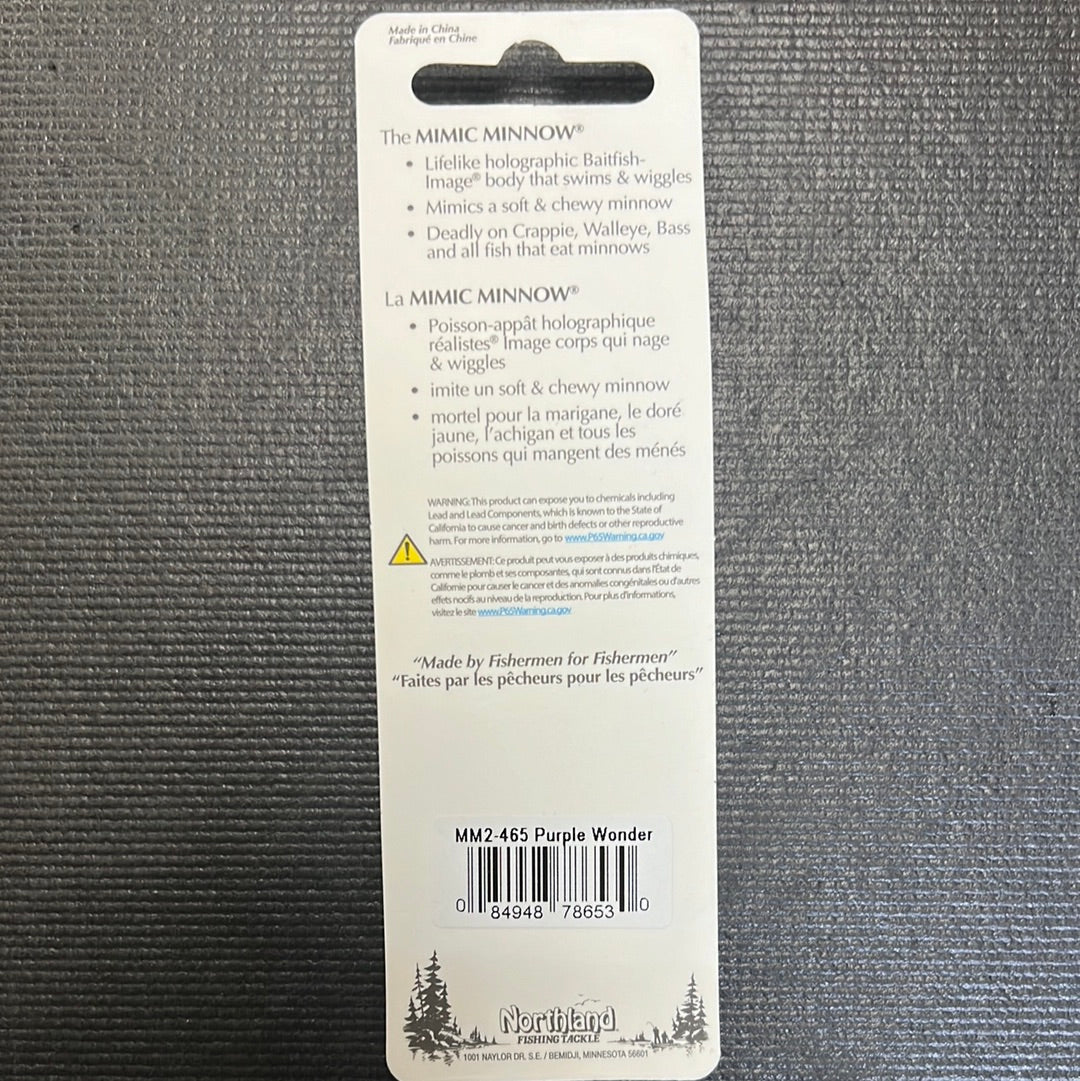 Made in China
Fabriqué en Chine
The MIMIC MINNOW®
• Lifelike holographic Baitfish-
Image® body that swims & wiggles
• Mimics a soft & chewy minnow
• Deadly on Crappie, Walleye, Bass
and all fish that eat minnows
La MIMIC MINNOW®
• Poisson-appât holographique
réalistes® Image corps qui nage
& wiggles
• imite un soft & chewy minnow
• mortel pour la marigane, le doré
jaune, l'achigan et tous les
poissons qui mangent des ménés
WARNING: This product can expose you to chemicals including
Lead and Lead Components, which is known to the State of
California to cause cancer and birth defects or other reproductive
harm. For more information, go to www.P65Warning.ca.gov
AVERTISSEMENT: Ce produit peut vous exposer à des produits chimiques,
comme le plomb et ses composantes, qui sont connus dans l'État de
Californie pour causer le cancer et des anomalies congénitales ou d'autres
effets nocifs au niveau de la reproduction. Pour plus d'informations,
visitez le site www.P65Warning.ca.gov
"Made by Fishermen for Fishermen"
"Faites par les pêcheurs pour les pêcheurs"
MM2-465 Purple Wonder
0 84948 78653 0
Northland
FISHING TACKLE
1001 NAYLOR DR. S.E. / BEMIDJI, MINNESOTA 56601